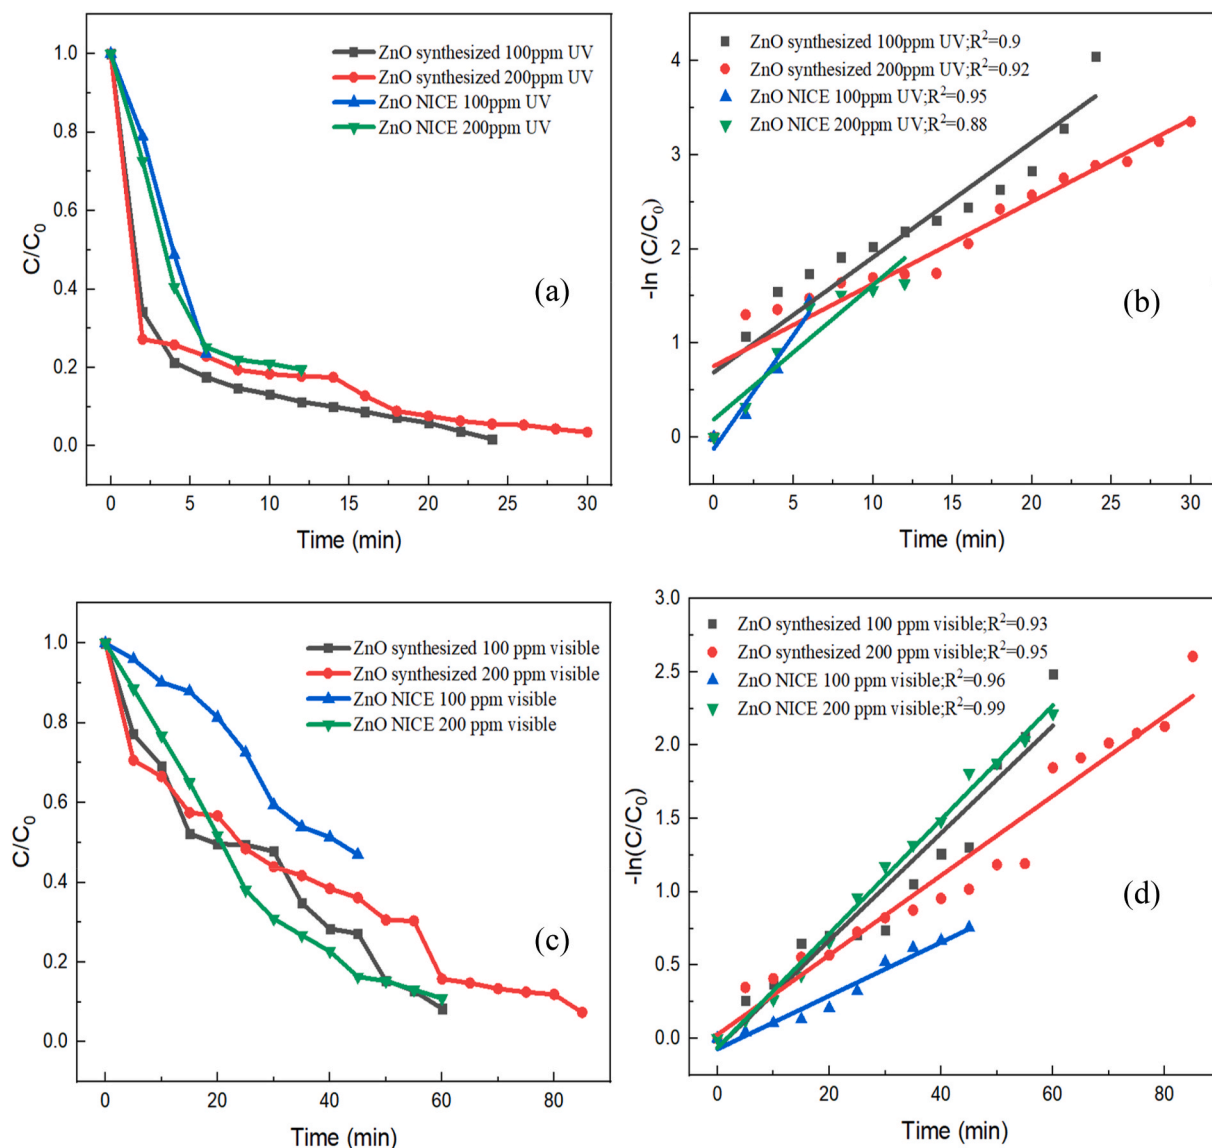 ZnO synthesized 100ppm UV
ZnO synthesized 200ppm UV
ZnO NICE 100ppm UV
ZnO NICE 200ppm UV
1.0
0.8
0.6
0.4
0.2
0.0
C/C₀
(a)
0 5 10 15 20 25 30
Time (min)
ZnO synthesized 100ppm UV;R²=0.9
ZnO synthesized 200ppm UV;R²=0.92
ZnO NICE 100ppm UV;R²=0.95
ZnO NICE 200ppm UV;R²=0.88
4
3
2
1
0
-ln (C/C₀)
(b)
0 5 10 15 20 25 30
Time (min)
ZnO synthesized 100 ppm visible
ZnO synthesized 200 ppm visible
ZnO NICE 100 ppm visible
ZnO NICE 200 ppm visible
1.0
0.8
0.6
0.4
0.2
0.0
C/C₀
(c)
0 20 40 60 80
Time (min)
ZnO synthesized 100 ppm visible;R²=0.93
ZnO synthesized 200 ppm visible;R²=0.95
ZnO NICE 100 ppm visible;R²=0.96
ZnO NICE 200 ppm visible;R²=0.99
3.0
2.5
2.0
1.5
1.0
0.5
0.0
-ln(C/C₀)
(d)
0 20 40 60 80
Time (min)